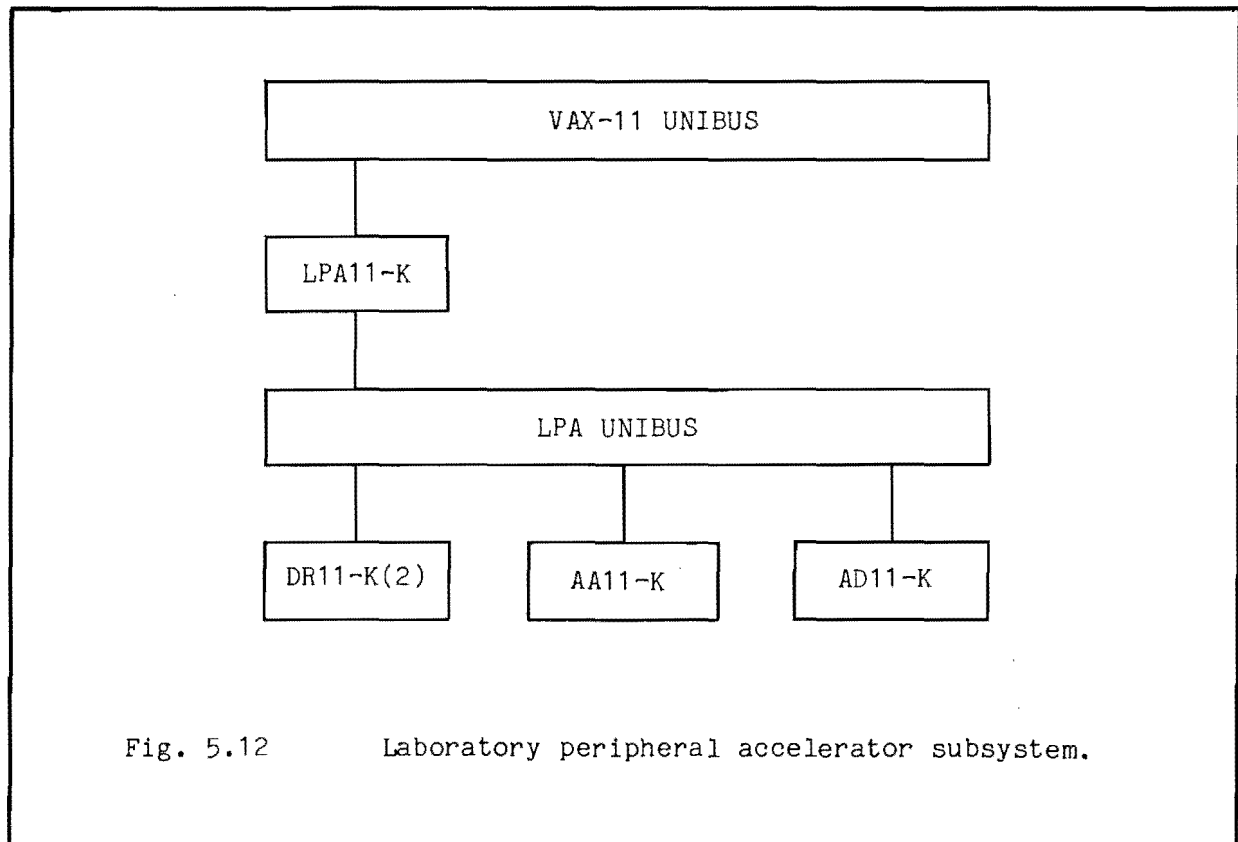 VAX-11 UNIBUS
LPA11-K
LPA UNIBUS
DR11-K(2)
AA11-K
AD11-K
Fig. 5.12 Laboratory peripheral accelerator subsystem.